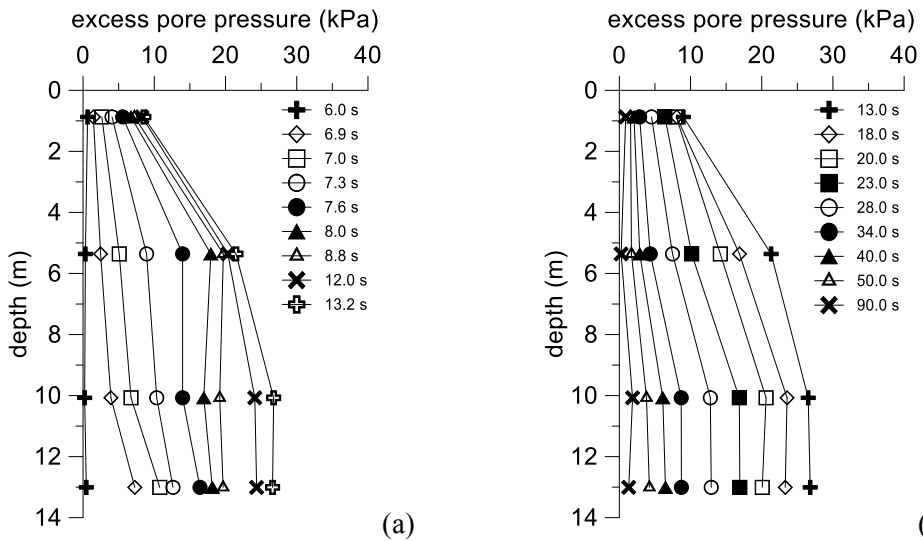 excess pore pressure (kPa)
0 10 20 30 40
0
2
4
6
8
10
12
14
depth (m)
6.0 s
6.9 s
7.0 s
7.3 s
7.6 s
8.0 s
8.8 s
12.0 s
13.2 s
(a)
excess pore pressure (kPa)
0 10 20 30 40
0
2
4
6
8
10
12
14
depth (m)
13.0 s
18.0 s
20.0 s
23.0 s
28.0 s
34.0 s
40.0 s
50.0 s
90.0 s
(